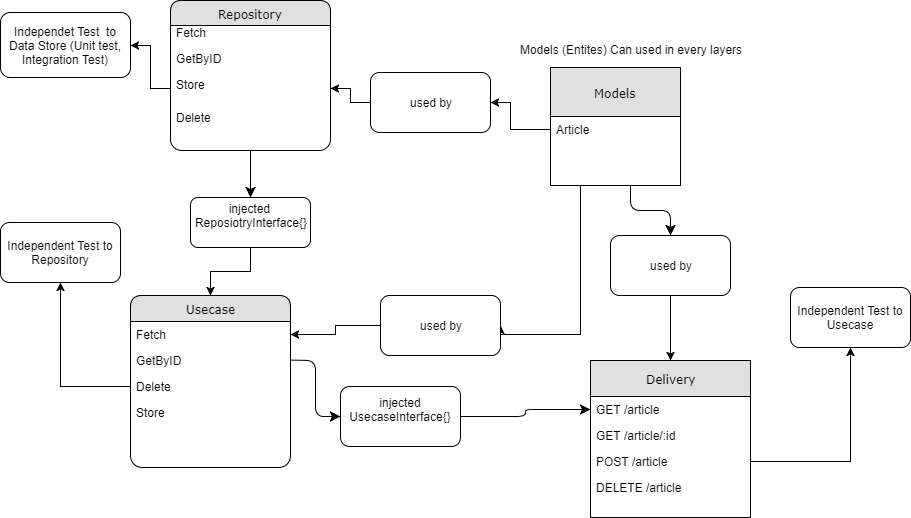 Repository
Independet Test to
Data Store (Unit test,
Integration Test)
Fetch
GetByID
Store
Delete
Models (Entites) Can used in every layers
used by
Models
Article
injected
ReposiotryInterface{}
Independent Test to
Repository
used by
Usecase
Fetch
GetByID
Delete
Store
used by
Independent Test to
Usecase
injected
UsecaseInterface{}
Delivery
GET /article
GET /article/:id
POST /article
DELETE /article